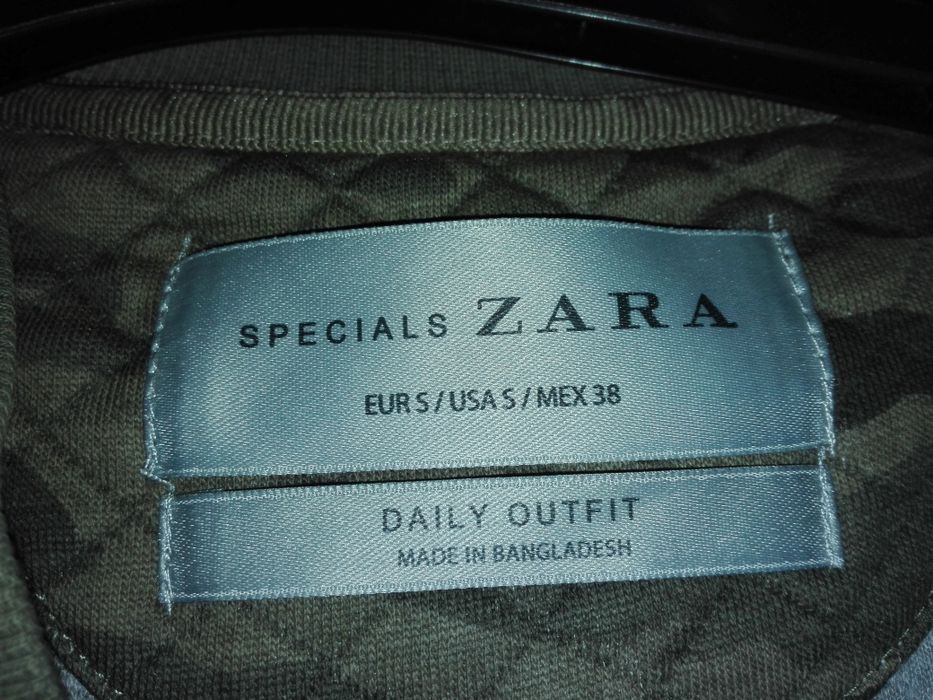 SPECIALS ZARA
EUR S / USA S / MEX 38
DAILY OUTFIT
MADE IN BANGLADESH